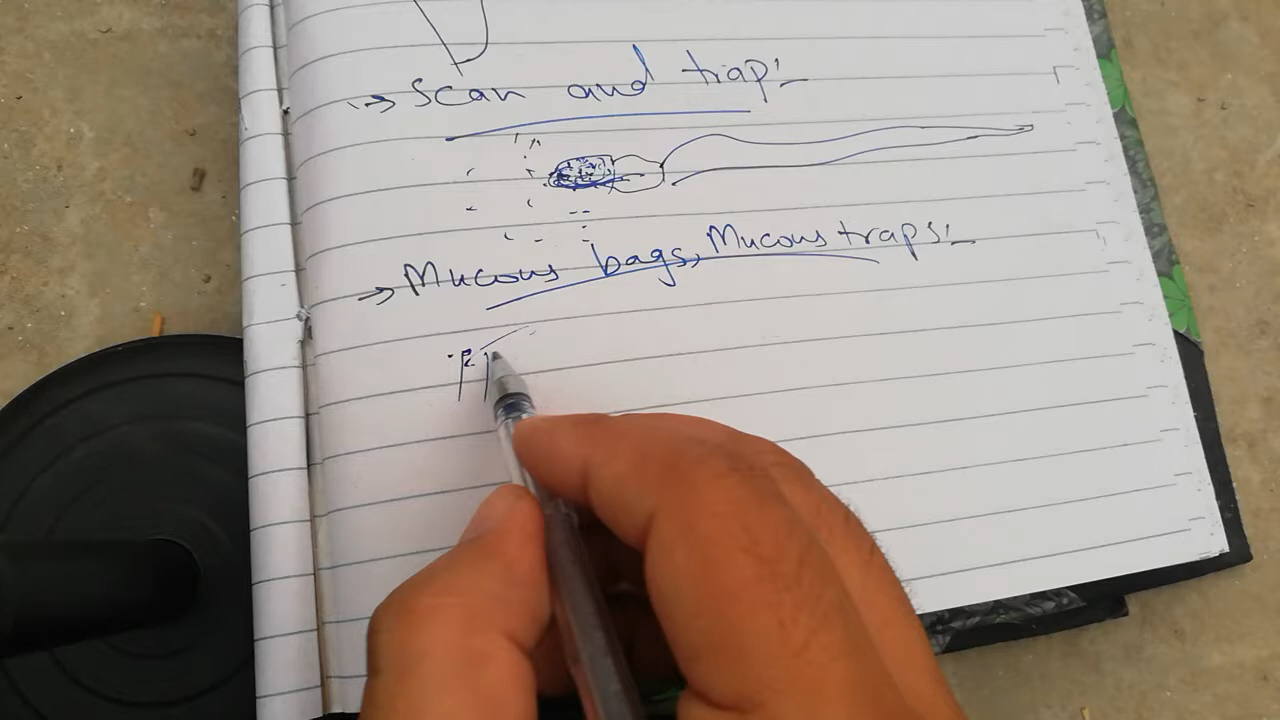 → Scan and trap:-
→ Mucous bags, Mucous traps:-